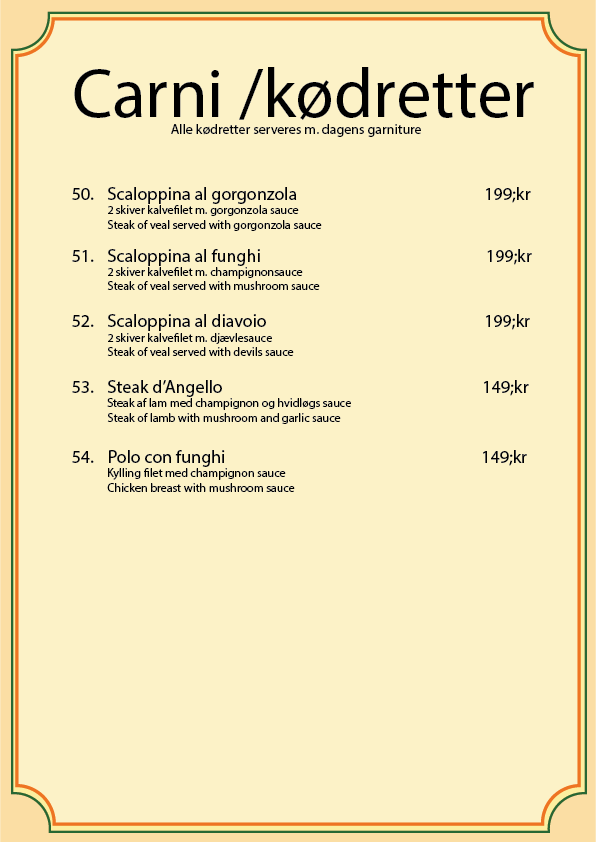 Carni /kødretter
Alle kødretter serveres m. dagens garniture
50. Scaloppina al gorgonzola 199;kr
2 skiver kalvefilet m. gorgonzola sauce
Steak of veal served with gorgonzola sauce
51. Scaloppina al funghi 199;kr
2 skiver kalvefilet m. champignonsauce
Steak of veal served with mushroom sauce
52. Scaloppina al diavoio 199;kr
2 skiver kalvefilet m. djævlesauce
Steak of veal served with devils sauce
53. Steak d’Angello 149;kr
Steak af lam med champignon og hvidløgs sauce
Steak of lamb with mushroom and garlic sauce
54. Polo con funghi 149;kr
Kylling filet med champignon sauce
Chicken breast with mushroom sauce